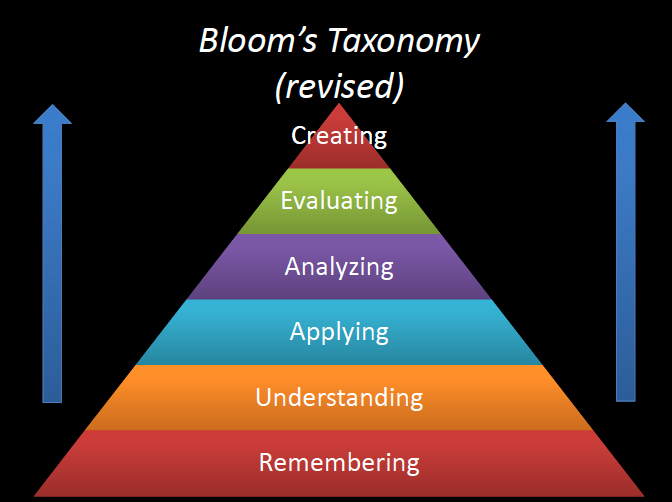 Bloom’s Taxonomy
(revised)
Creating
Evaluating
Analyzing
Applying
Understanding
Remembering